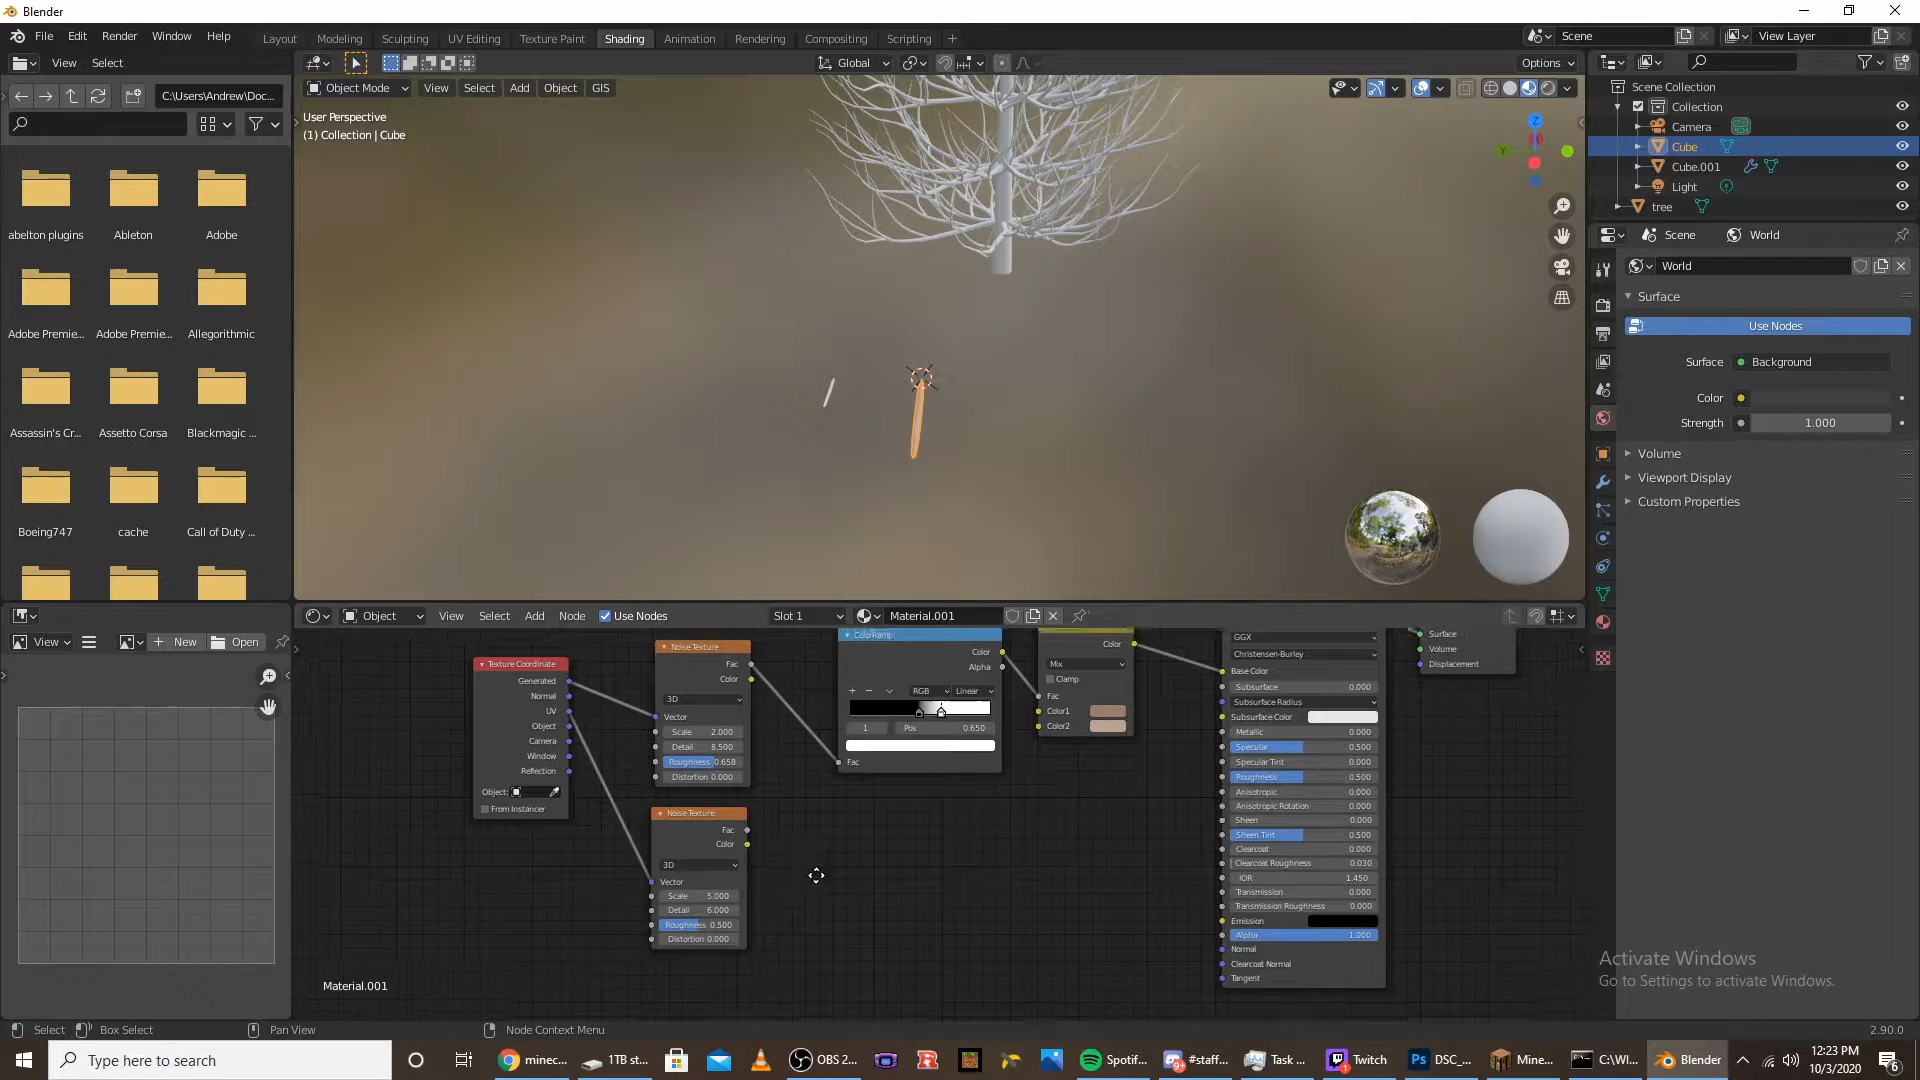 Blender
File Edit Render Window Help
Layout Modeling Sculpting UV Editing Texture Paint Shading Animation Rendering Compositing Scripting
Scene
View Layer
View Select
Global
Options
C:\Users\Andrew\Doc...
Object Mode View Select Add Object GIS
User Perspective
(1) Collection | Cube
Scene Collection
Collection
Camera
Cube
Cube.001
Light
tree
abelton plugins Ableton Adobe
Adobe Premie... Adobe Premie... Allegorithmic
Assassin's Cr... Assetto Corsa Blackmagic ...
Boeing747 cache Call of Duty ...
Z
Y
Scene World
World
Surface
Use Nodes
Surface Background
Color
Strength 1.000
Volume
Viewport Display
Custom Properties
Object View Select Add Node Use Nodes Slot 1 Material.001
View New Open
Texture Coordinate
Generated
Normal
UV
Object
Camera
Window
Reflection
Object:
From Instancer
Noise Texture
Fac
Color
3D
Vector
Scale 2.000
Detail 8.500
Roughness 0.658
Distortion 0.000
Noise Texture
Fac
Color
3D
Vector
Scale 5.000
Detail 6.000
Roughness 0.500
Distortion 0.000
ColorRamp
Color
Alpha
RGB Linear
1 Pos 0.650
Fac
Color
Mix
Clamp
Fac
Color1
Color2
GGX
Christensen-Burley
Base Color
Subsurface 0.000
Subsurface Radius
Subsurface Color
Metallic 0.000
Specular 0.500
Specular Tint 0.000
Roughness 0.500
Anisotropic 0.000
Anisotropic Rotation 0.000
Sheen 0.000
Sheen Tint 0.500
Clearcoat 0.000
Clearcoat Roughness 0.030
IOR 1.450
Transmission 0.000
Transmission Roughness 0.000
Emission
Alpha 1.000
Normal
Clearcoat Normal
Tangent
Surface
Volume
Displacement
Material.001
Activate Windows
Go to Settings to activate Windows.
Select Box Select Pan View Node Context Menu 2.90.0
Type here to search
minec... 1TB st... OBS 2... Spotif... #staff... Task ... Twitch DSC_... Mine... C:\WI... Blender
12:23 PM
10/3/2020
6